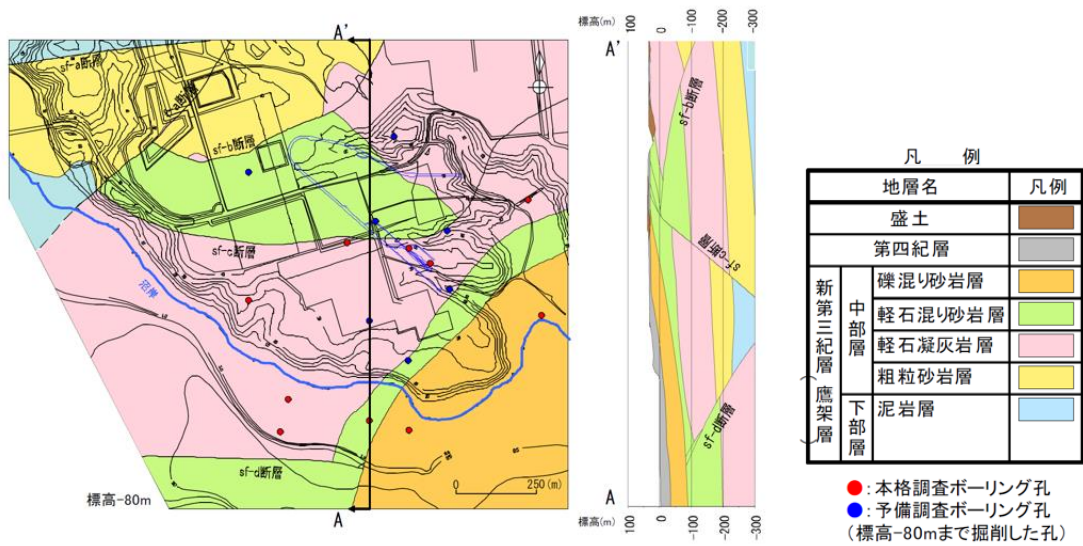 A'
sf-a断層
sf-b断層
sf-c断層
沼岸
sf-d断層
標高-80m
0 250(m)
A
標高(m) 100 0 -100 -200 -300
A'
sf-b断層
sf-c断層
sf-d断層
A
標高(m) 100 0 -100 -200 -300
凡 例
地層名 凡例
盛土
第四紀層
新第三紀層(鷹架層)
中部層
礫混り砂岩層
軽石混り砂岩層
軽石凝灰岩層
粗粒砂岩層
下部層
泥岩層
●:本格調査ボーリング孔
●:予備調査ボーリング孔
(標高-80mまで掘削した孔)